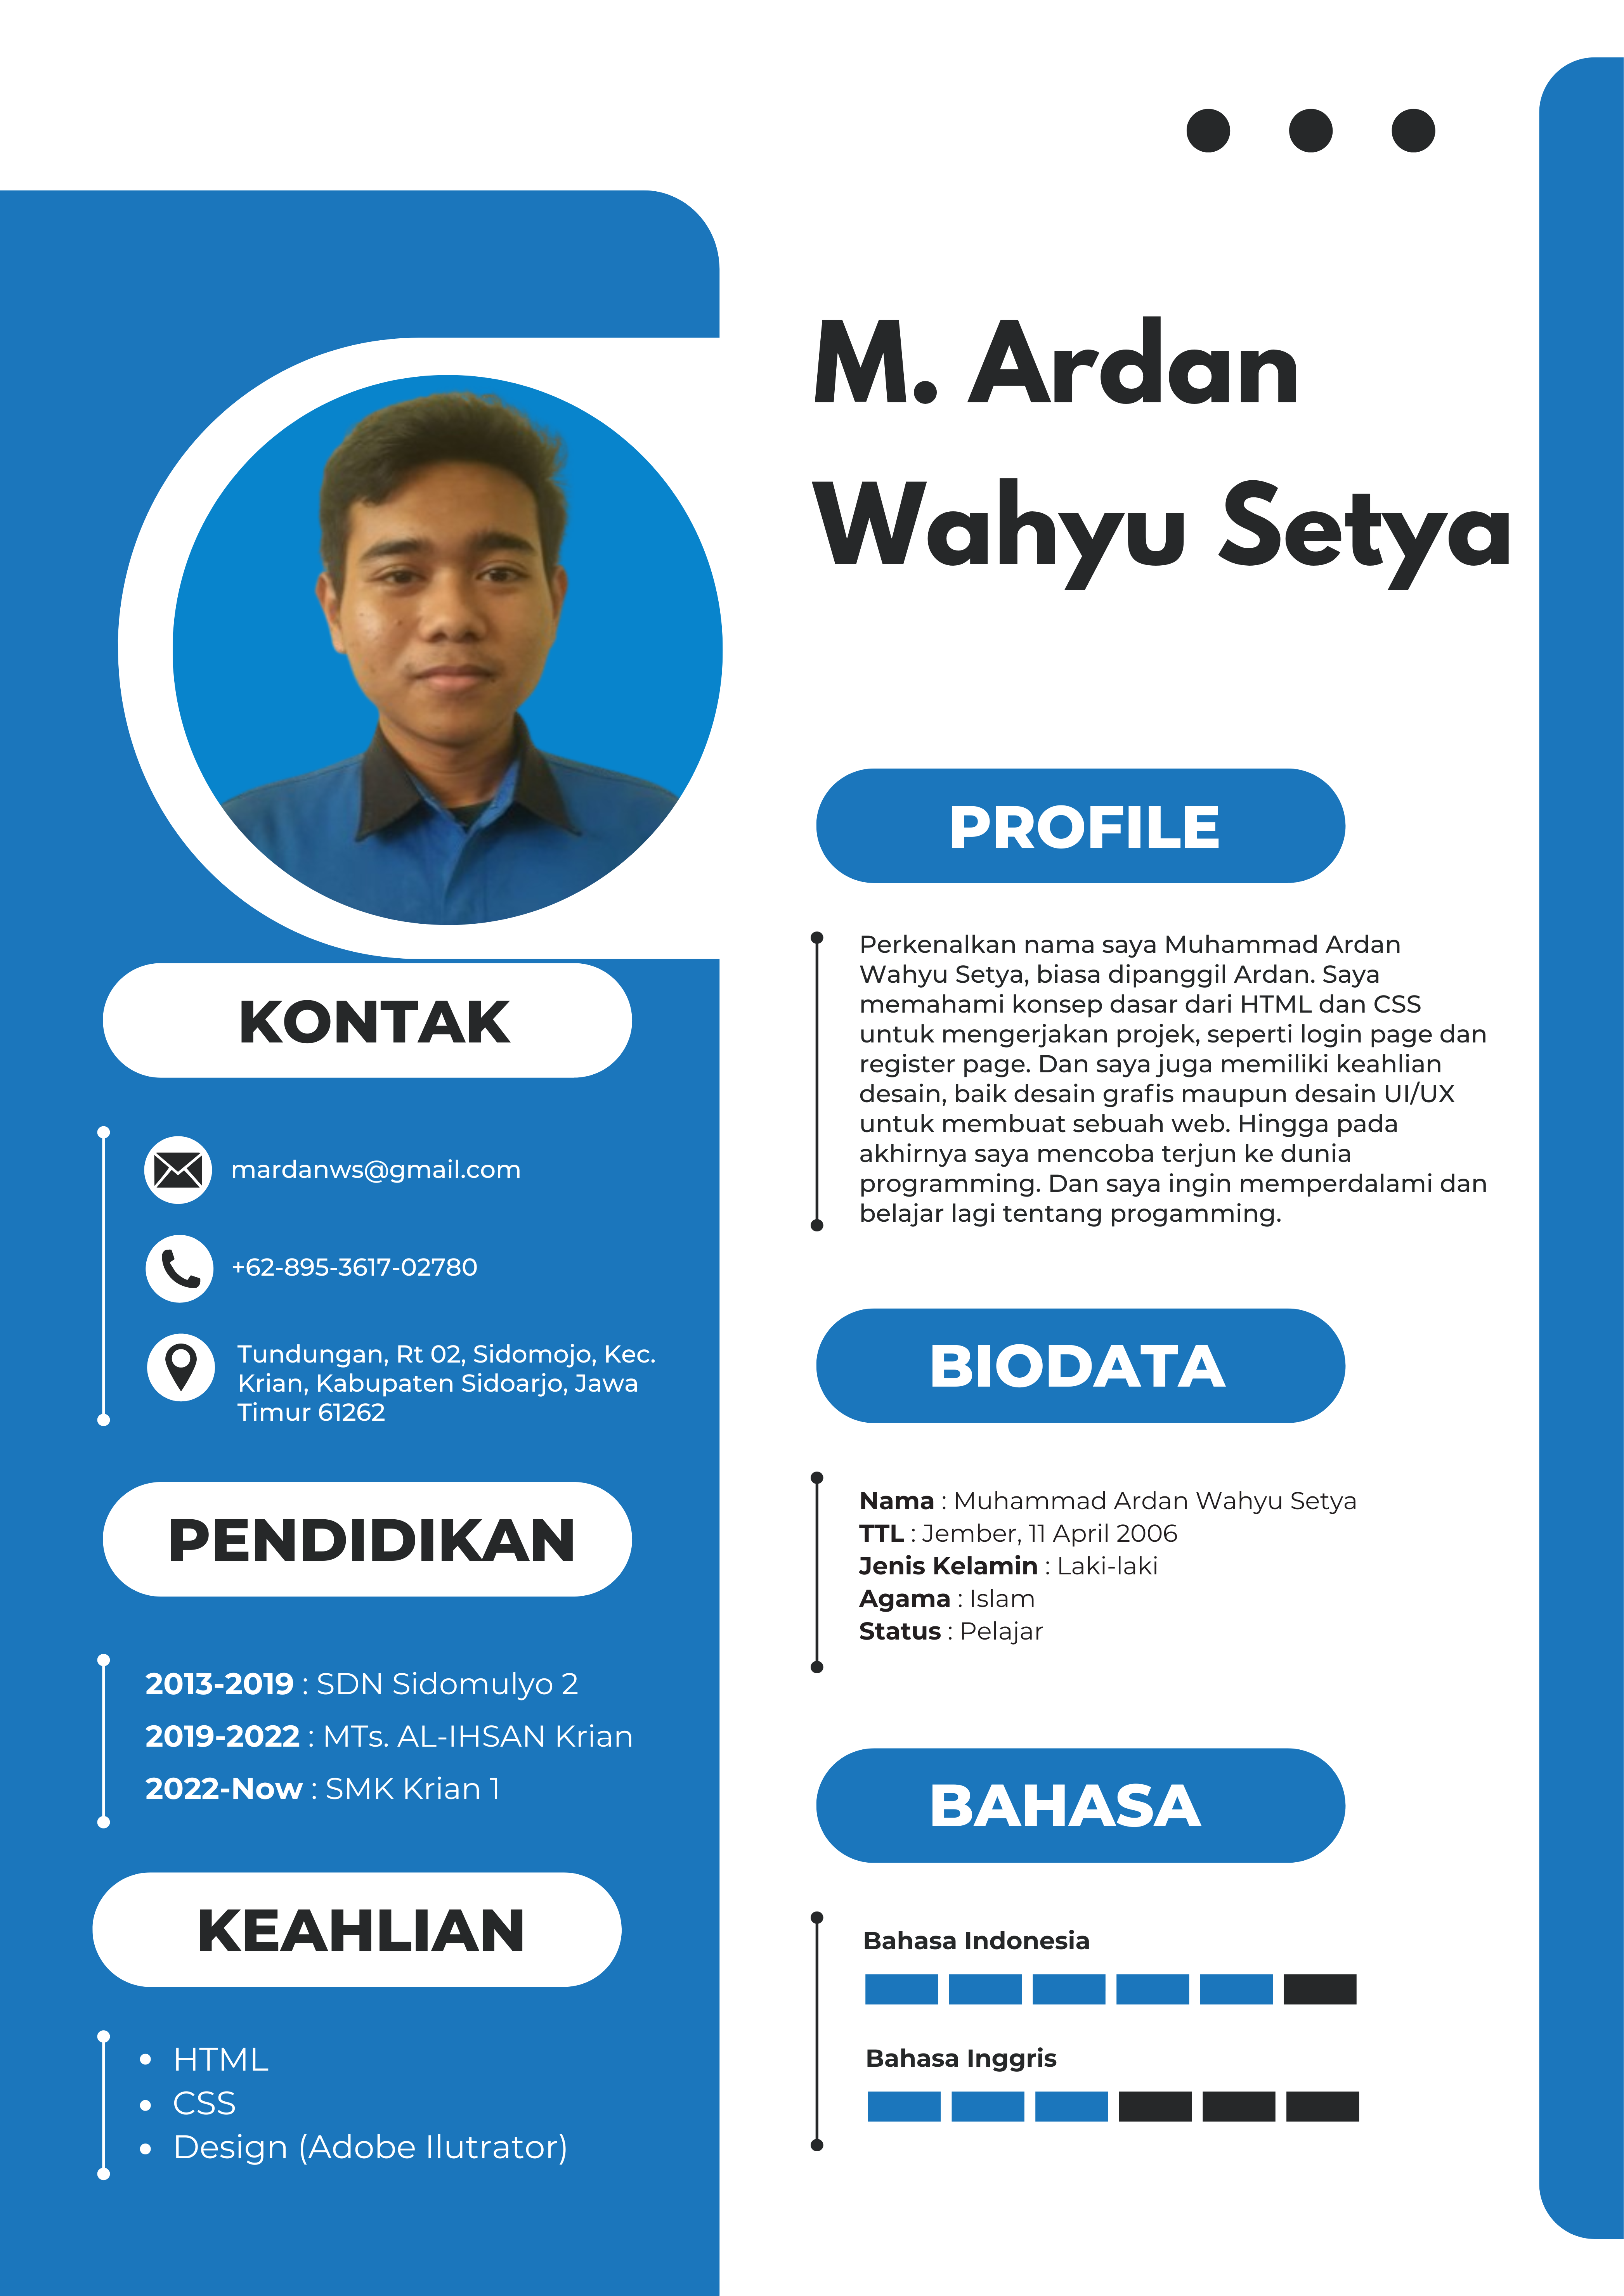 M. Ardan
Wahyu Setya
KONTAK
mardanws@gmail.com
+62-895-3617-02780
Tundungan, Rt 02, Sidomojo, Kec.
Krian, Kabupaten Sidoarjo, Jawa
Timur 61262
PENDIDIKAN
2013-2019 : SDN Sidomulyo 2
2019-2022 : MTs. AL-IHSAN Krian
2022-Now : SMK Krian 1
KEAHLIAN
• HTML
• CSS
• Design (Adobe Ilutrator)
PROFILE
Perkenalkan nama saya Muhammad Ardan
Wahyu Setya, biasa dipanggil Ardan. Saya
memahami konsep dasar dari HTML dan CSS
untuk mengerjakan projek, seperti login page dan
register page. Dan saya juga memiliki keahlian
desain, baik desain grafis maupun desain UI/UX
untuk membuat sebuah web. Hingga pada
akhirnya saya mencoba terjun ke dunia
programming. Dan saya ingin memperdalami dan
belajar lagi tentang progamming.
BIODATA
Nama : Muhammad Ardan Wahyu Setya
TTL : Jember, 11 April 2006
Jenis Kelamin : Laki-laki
Agama : Islam
Status : Pelajar
BAHASA
Bahasa Indonesia
Bahasa Inggris